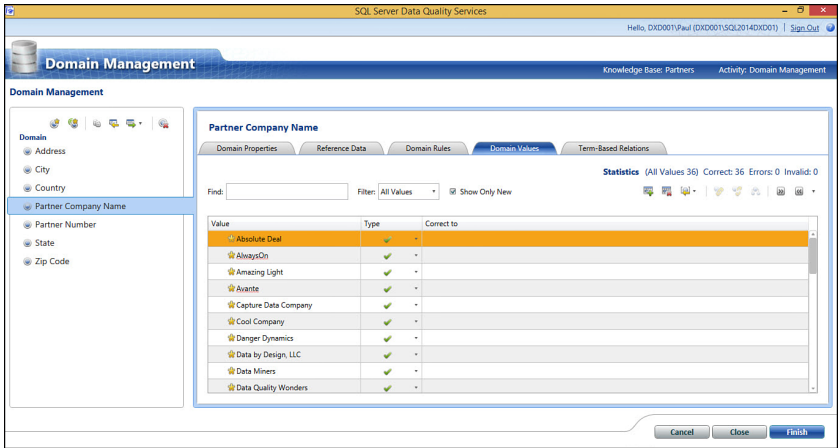 SQL Server Data Quality Services
Hello, DXD001\Paul (DXD001\SQL2014DXD01) | Sign Out
Domain Management
Knowledge Base: Partners Activity: Domain Management
Domain Management
Domain
Address
City
Country
Partner Company Name
Partner Number
State
Zip Code
Partner Company Name
Domain Properties Reference Data Domain Rules Domain Values Term-Based Relations
Statistics (All Values 36) Correct: 36 Errors: 0 Invalid: 0
Find: Filter: All Values Show Only New
Value Type Correct to
Absolute Deal
AlwaysOn
Amazing Light
Avante
Capture Data Company
Cool Company
Danger Dynamics
Data by Design, LLC
Data Miners
Data Quality Wonders
Cancel Close Finish